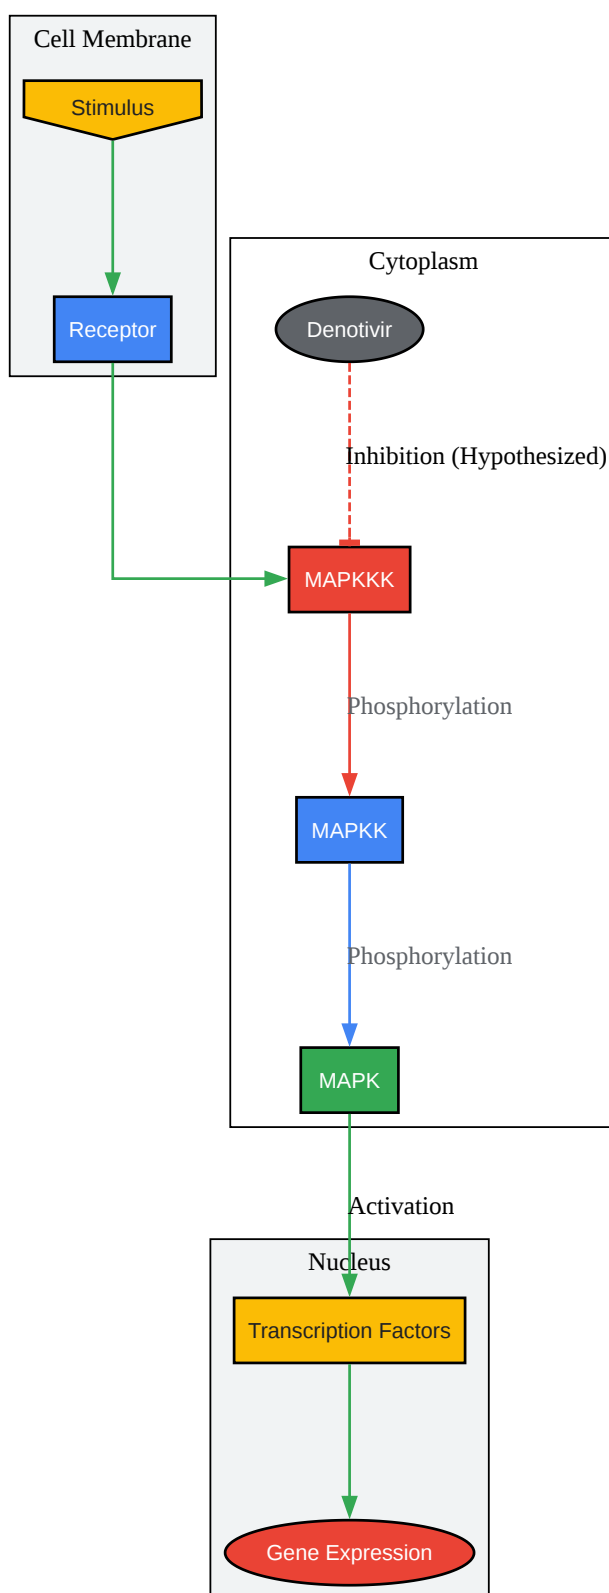 Cell Membrane
Stimulus
Receptor
Cytoplasm
Denotivir
Inhibition (Hypothesized)
MAPKKK
Phosphorylation
MAPKK
Phosphorylation
MAPK
Activation
Nucleus
Transcription Factors
Gene Expression